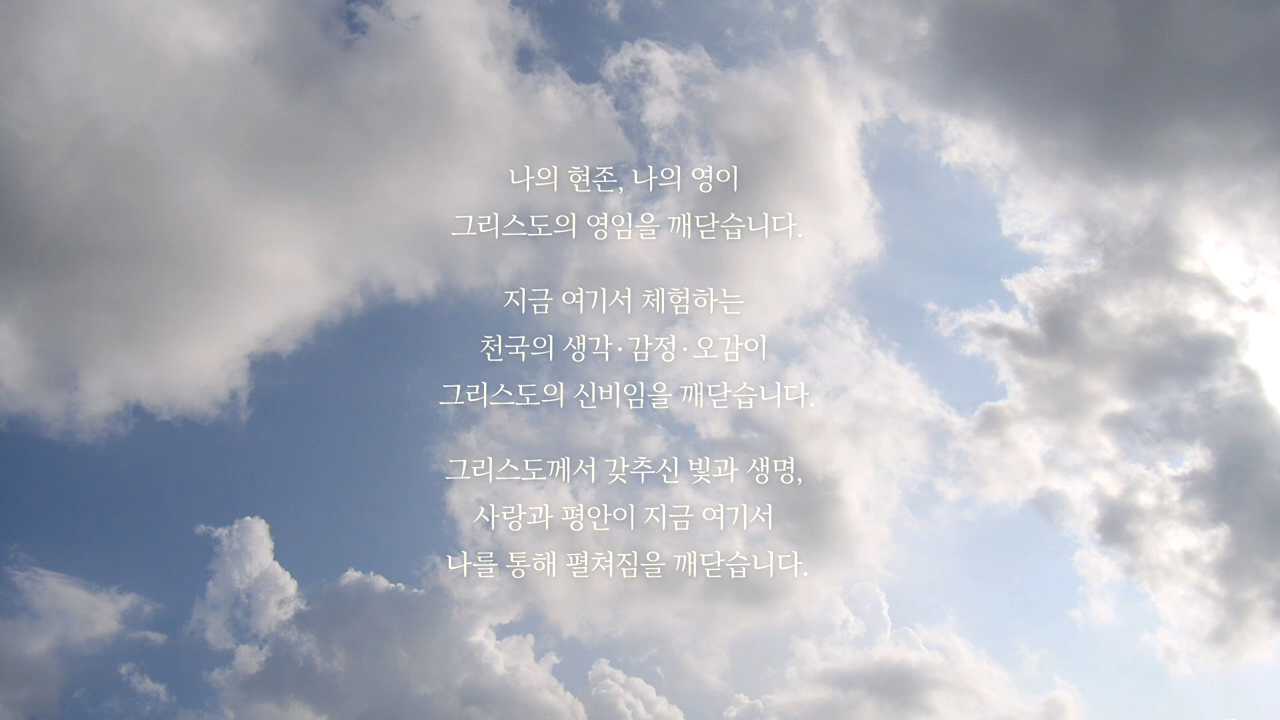 나의 현존, 나의 영이
그리스도의 영임을 깨닫습니다.
지금 여기서 체험하는
천국의 생각·감정·오감이
그리스도의 신비임을 깨닫습니다.
그리스도께서 갖추신 빛과 생명,
사랑과 평안이 지금 여기서
나를 통해 펼쳐짐을 깨닫습니다.